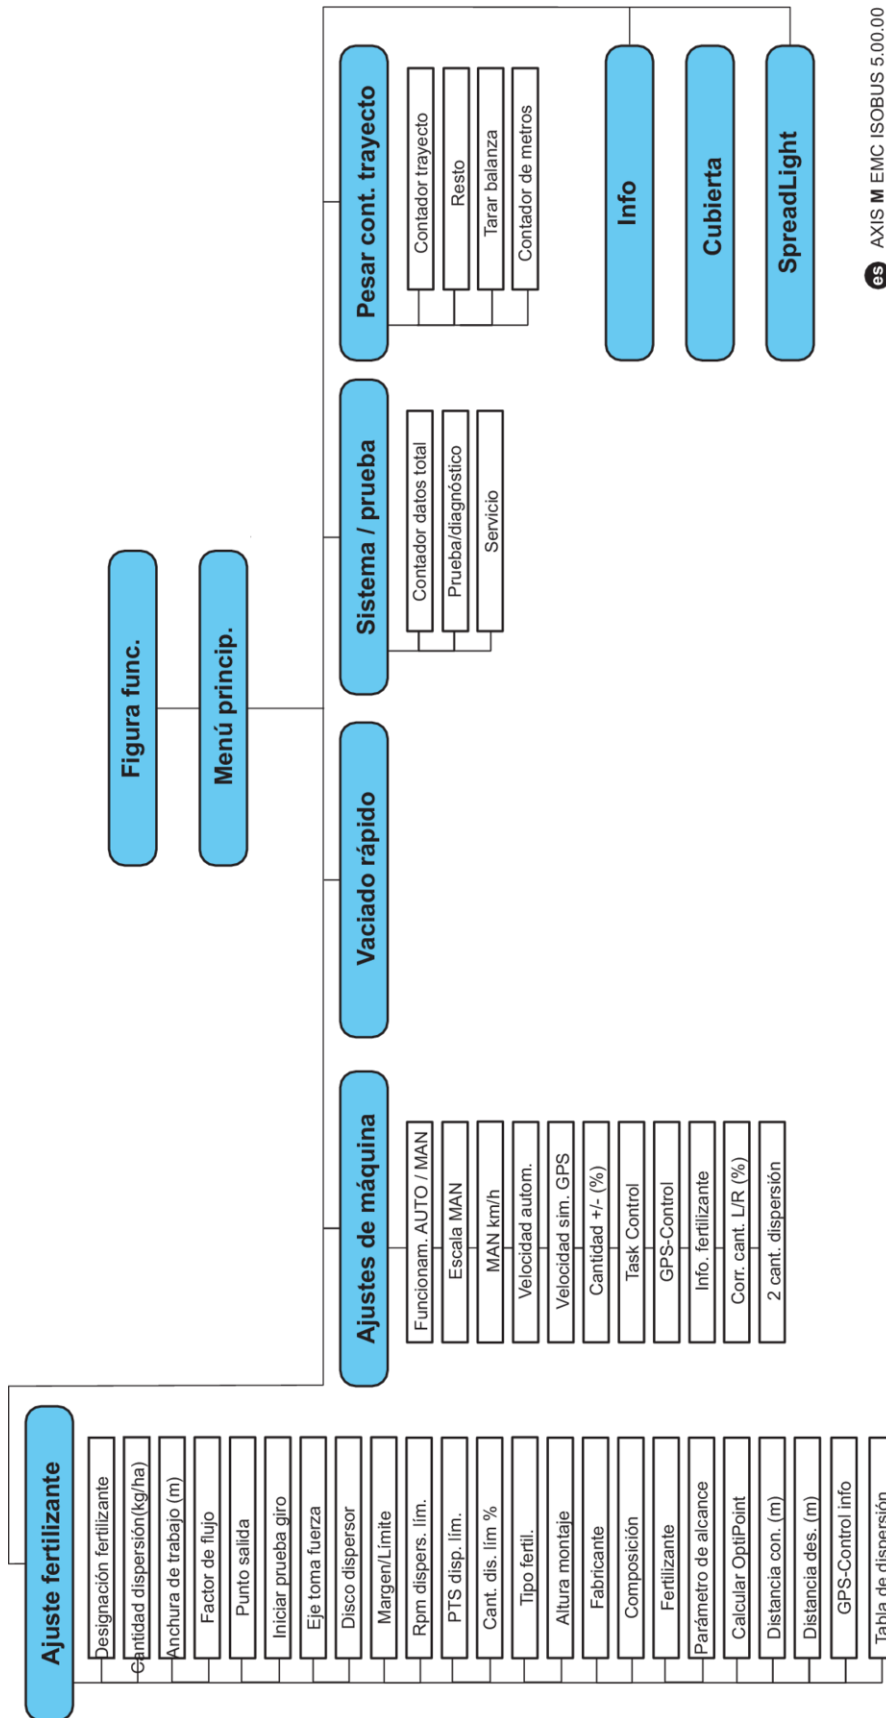 Figura func.
Menú princip.
Ajuste fertilizante
Designación fertilizante
Cantidad dispersión(kg/ha)
Anchura de trabajo (m)
Factor de flujo
Punto salida
Iniciar prueba giro
Eje toma fuerza
Disco dispersor
Margen/Límite
Rpm dispers. lím.
PTS disp. lím.
Cant. dis. lím %
Tipo fertil.
Altura montaje
Fabricante
Composición
Fertilizante
Parámetro de alcance
Calcular OptiPoint
Distancia con. (m)
Distancia des. (m)
GPS-Control info
Tabla de dispersión
Ajustes de máquina
Funcionam. AUTO / MAN
Escala MAN
MAN km/h
Velocidad autom.
Velocidad sim. GPS
Cantidad +/- (%)
Task Control
GPS-Control
Info. fertilizante
Corr. cant. L/R (%)
2 cant. dispersión
Vaciado rápido
Sistema / prueba
Contador datos total
Prueba/diagnóstico
Servicio
Pesar cont. trayecto
Contador trayecto
Resto
Tarar balanza
Contador de metros
Info
Cubierta
SpreadLight
es AXIS M EMC ISOBUS 5.00.00